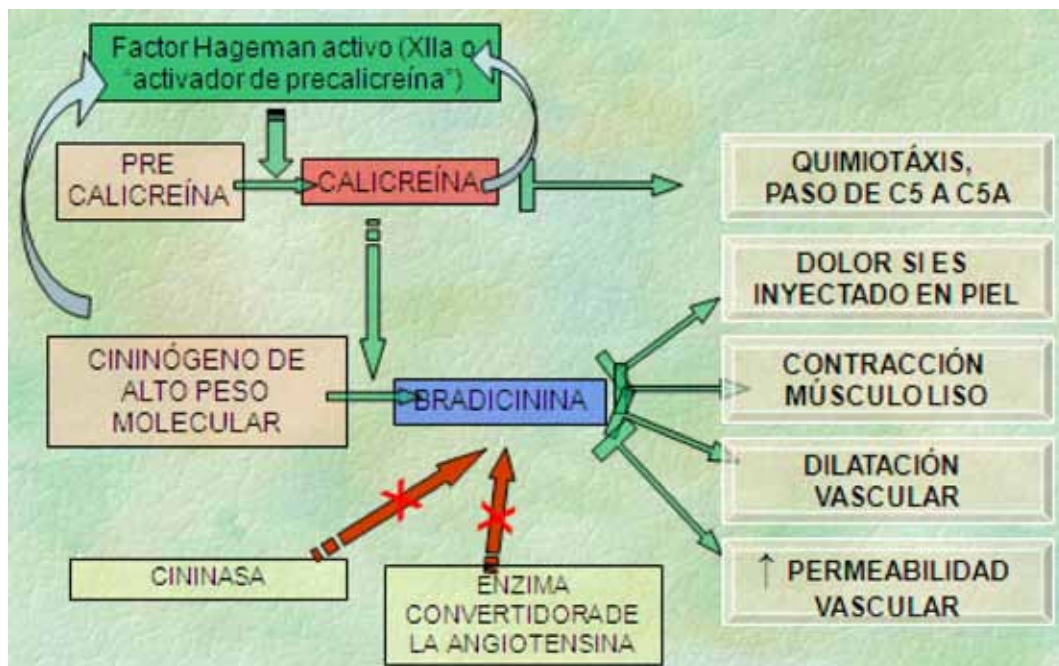 Factor Hageman activo (XIIa o
"activador de precalicreína")
PRE
CALICREÍNA
CALICREÍNA
QUIMIOTÁXIS,
PASO DE C5 A C5A
DOLOR SI ES
INYECTADO EN PIEL
CININÓGENO DE
ALTO PESO
MOLECULAR
BRADICININA
CONTRACCIÓN
MÚSCULO LISO
DILATACIÓN
VASCULAR
CININASA
ENZIMA
CONVERTIDORA DE
LA ANGIOTENSINA
↑ PERMEABILIDAD
VASCULAR